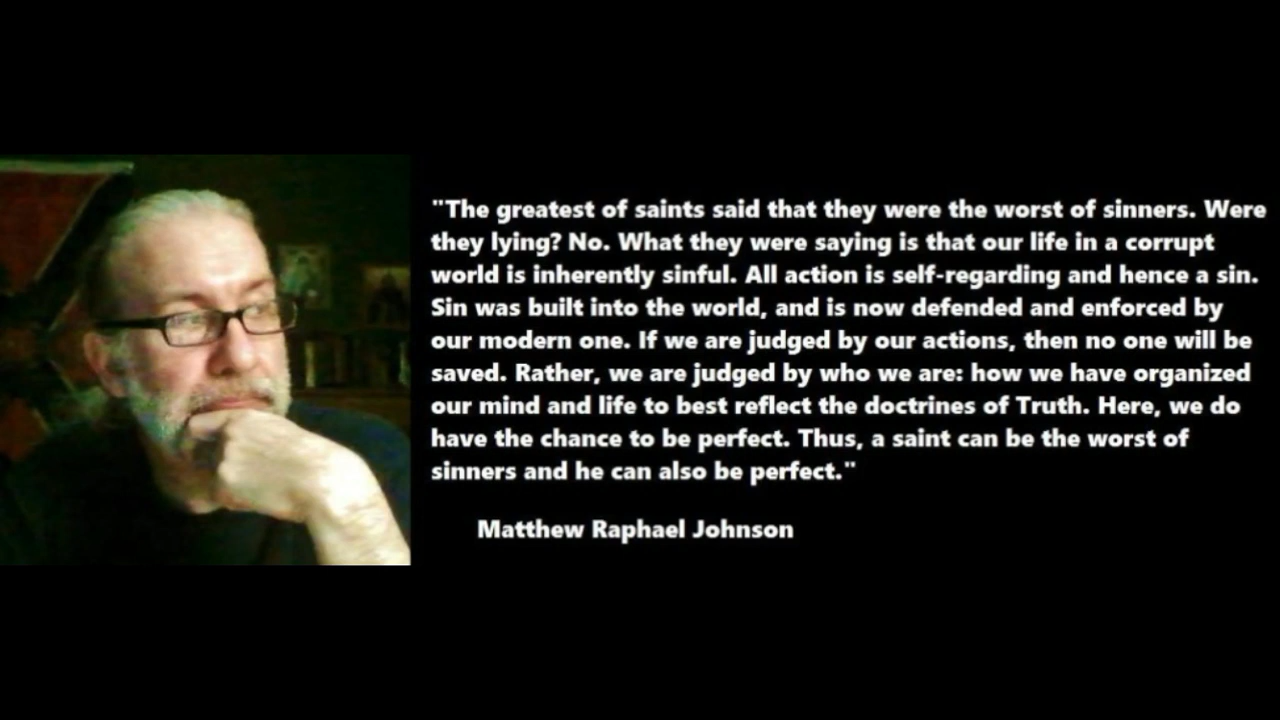 "The greatest of saints said that they were the worst of sinners. Were
they lying? No. What they were saying is that our life in a corrupt
world is inherently sinful. All action is self-regarding and hence a sin.
Sin was built into the world, and is now defended and enforced by
our modern one. If we are judged by our actions, then no one will be
saved. Rather, we are judged by who we are: how we have organized
our mind and life to best reflect the doctrines of Truth. Here, we do
have the chance to be perfect. Thus, a saint can be the worst of
sinners and he can also be perfect."
Matthew Raphael Johnson